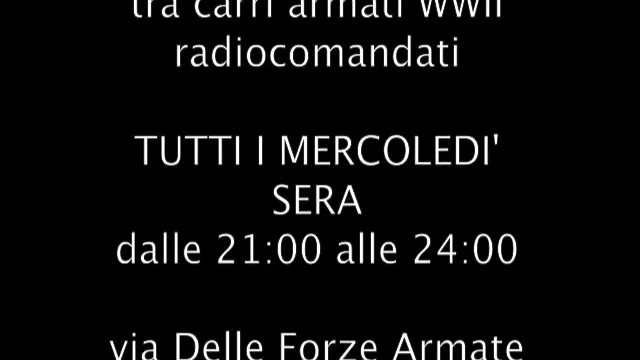 tra carri armati WWII
radiocomandati
TUTTI I MERCOLEDI'
SERA
dalle 21:00 alle 24:00
via Delle Forze Armate